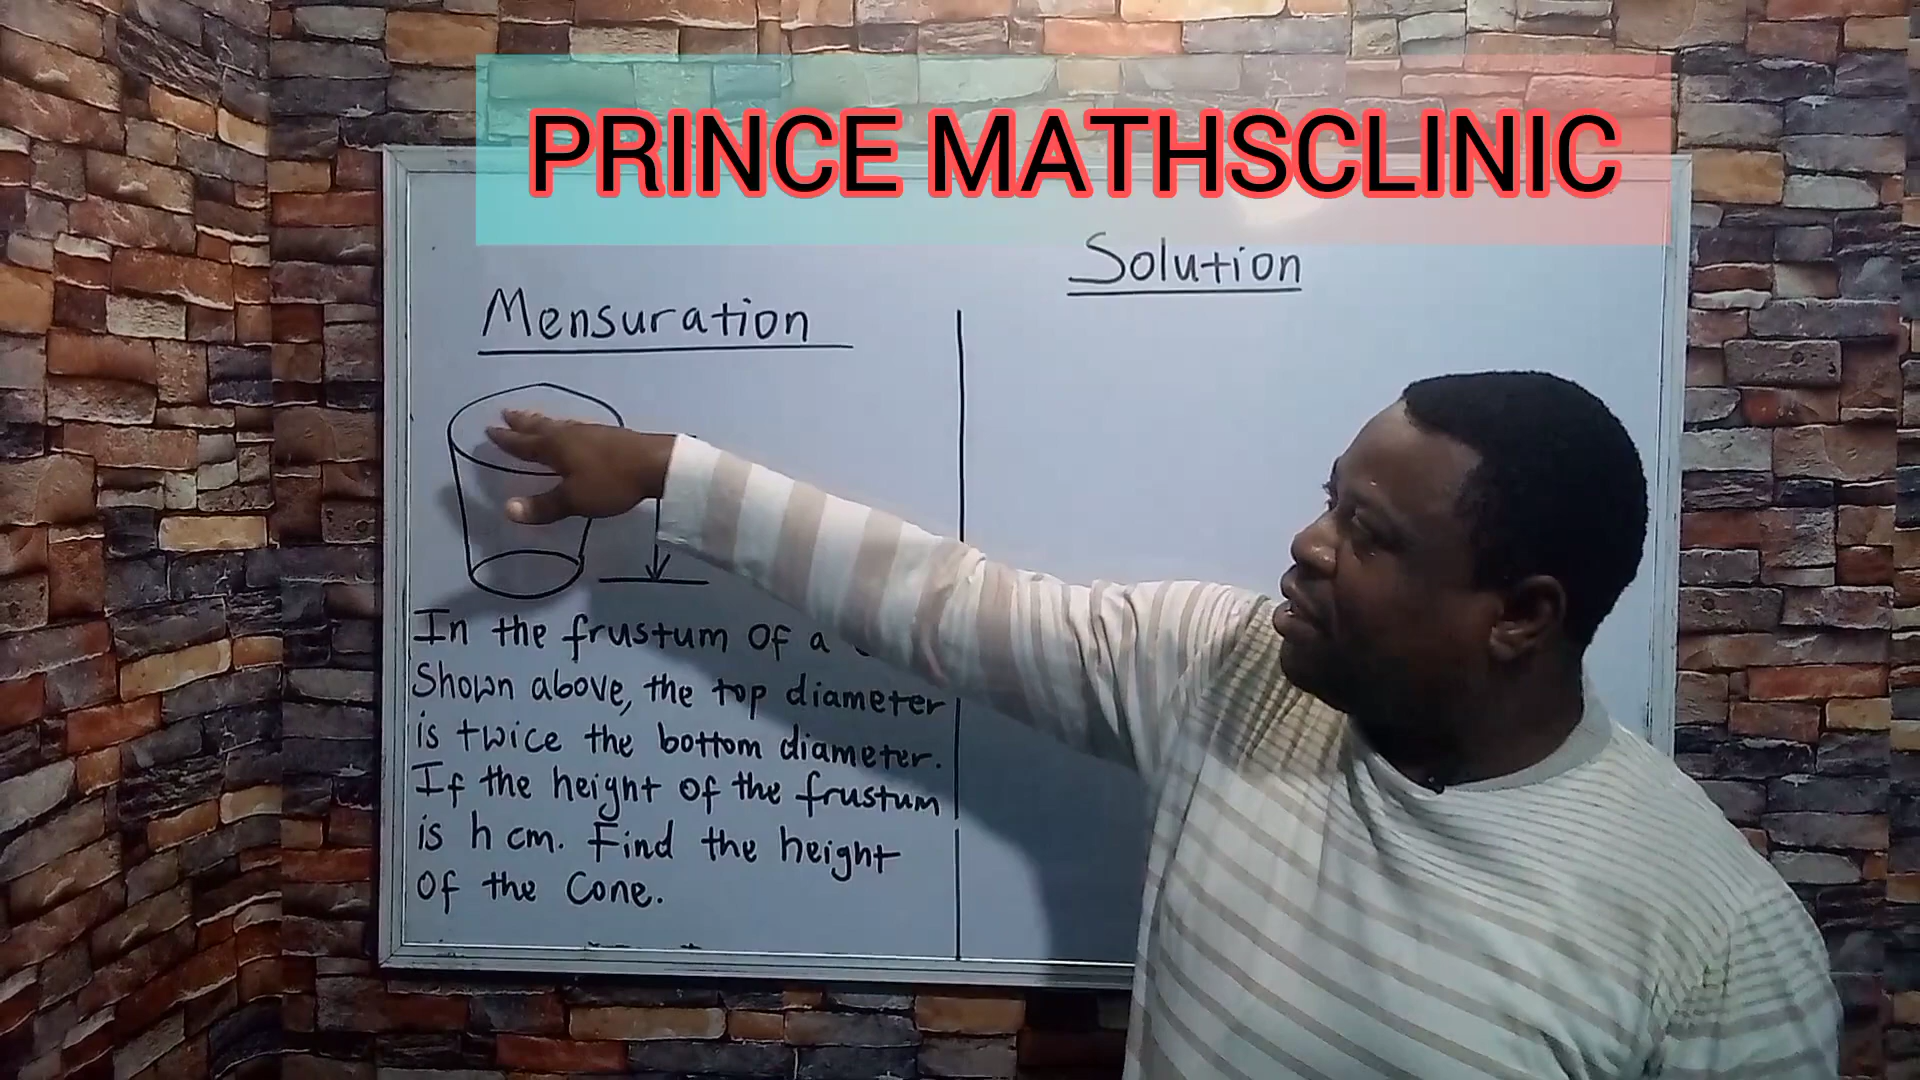 PRINCE MATHSCLINIC
Solution
Mensuration
In the frustum of a
Shown above, the top diameter
is twice the bottom diameter.
If the height of the frustum
is h cm. Find the height
of the Cone.